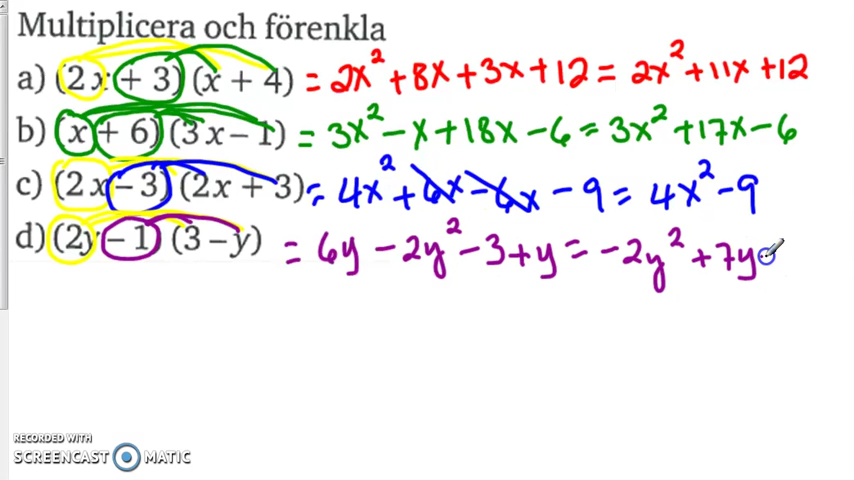 Multiplicera och förenkla
a) (2x + 3)(x + 4) = 2x² + 8x + 3x + 12 = 2x² + 11x + 12
b) (x + 6)(3x − 1) = 3x² − x + 18x − 6 = 3x² + 17x − 6
c) (2x − 3)(2x + 3) = 4x² + 6x − 6x − 9 = 4x² − 9
d) (2y − 1)(3 − y) = 6y − 2y² − 3 + y = −2y² + 7y
RECORDED WITH
SCREENCAST MATIC